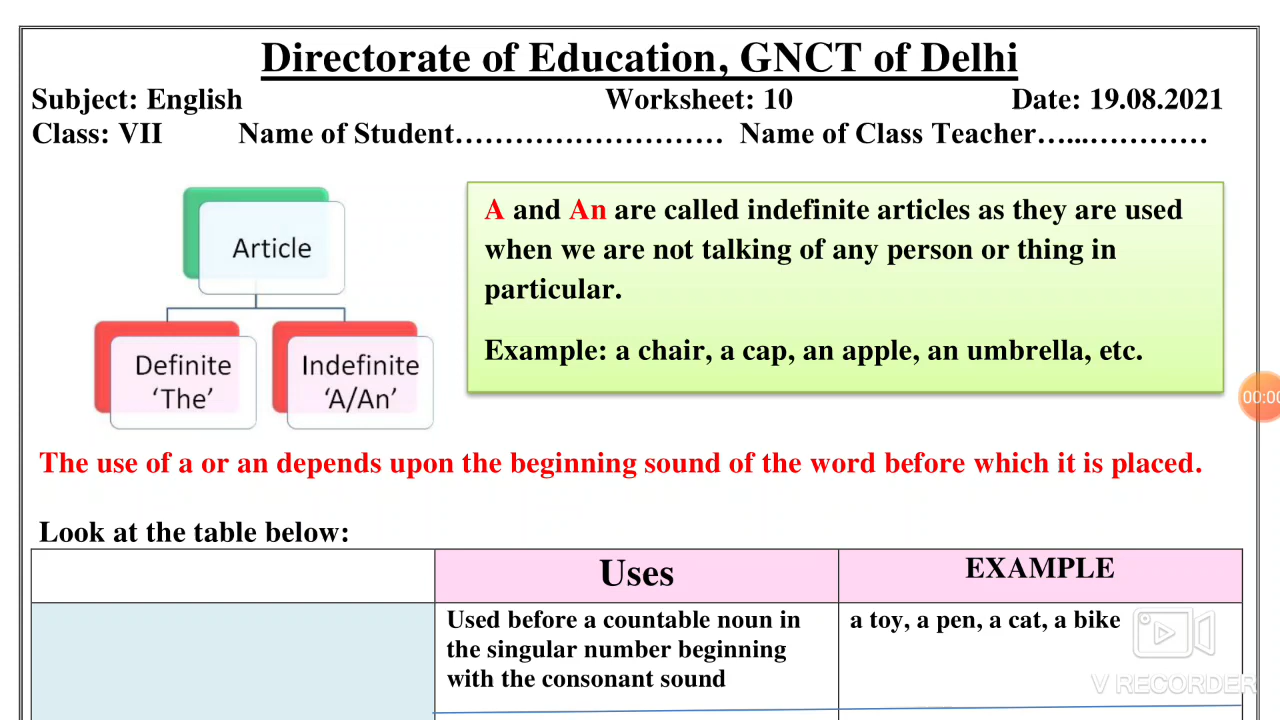 Directorate of Education, GNCT of Delhi
Subject: English Worksheet: 10 Date: 19.08.2021
Class: VII Name of Student……………………… Name of Class Teacher…...…………
Article
Definite
‘The’
Indefinite
‘A/An’
A and An are called indefinite articles as they are used
when we are not talking of any person or thing in
particular.
Example: a chair, a cap, an apple, an umbrella, etc.
00:00
The use of a or an depends upon the beginning sound of the word before which it is placed.
Look at the table below:
Uses EXAMPLE
Used before a countable noun in
the singular number beginning
with the consonant sound
a toy, a pen, a cat, a bike
V RECORDER